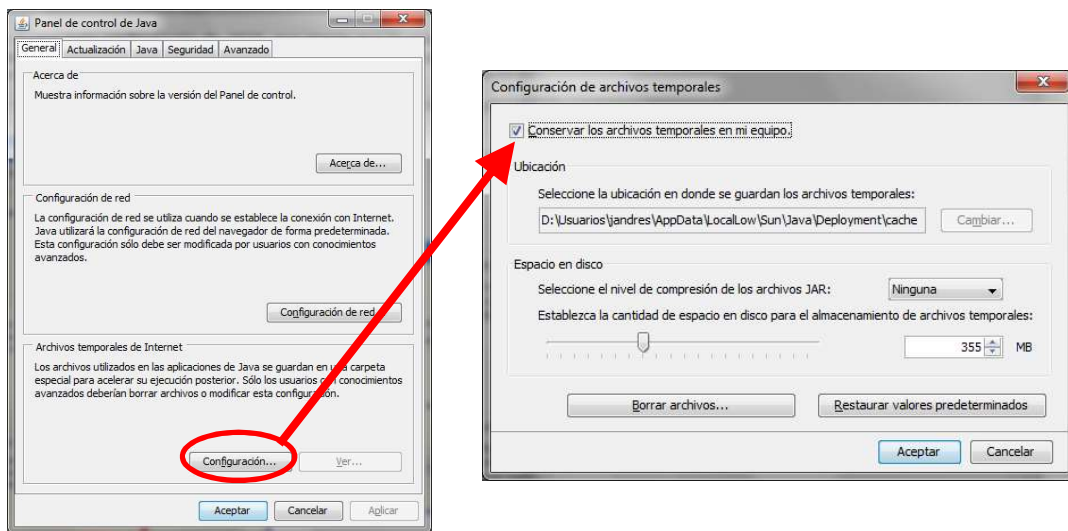 Panel de control de Java
General Actualización Java Seguridad Avanzado
Acerca de
Muestra información sobre la versión del Panel de control.
Acerca de...
Configuración de red
La configuración de red se utiliza cuando se establece la conexión con Internet.
Java utilizará la configuración de red del navegador de forma predeterminada.
Esta configuración sólo debe ser modificada por usuarios con conocimientos
avanzados.
Configuración de red...
Archivos temporales de Internet
Los archivos utilizados en las aplicaciones de Java se guardan en una carpeta
especial para acelerar su ejecución posterior. Sólo los usuarios con conocimientos
avanzados deberían borrar archivos o modificar esta configuración.
Configuración... Ver...
Aceptar Cancelar Aplicar
Configuración de archivos temporales
Conservar los archivos temporales en mi equipo.
Ubicación
Seleccione la ubicación en donde se guardan los archivos temporales:
D:\Usuarios\jandres\AppData\LocalLow\Sun\Java\Deployment\cache Cambiar...
Espacio en disco
Seleccione el nivel de compresión de los archivos JAR: Ninguna
Establezca la cantidad de espacio en disco para el almacenamiento de archivos temporales:
355 MB
Borrar archivos... Restaurar valores predeterminados
Aceptar Cancelar